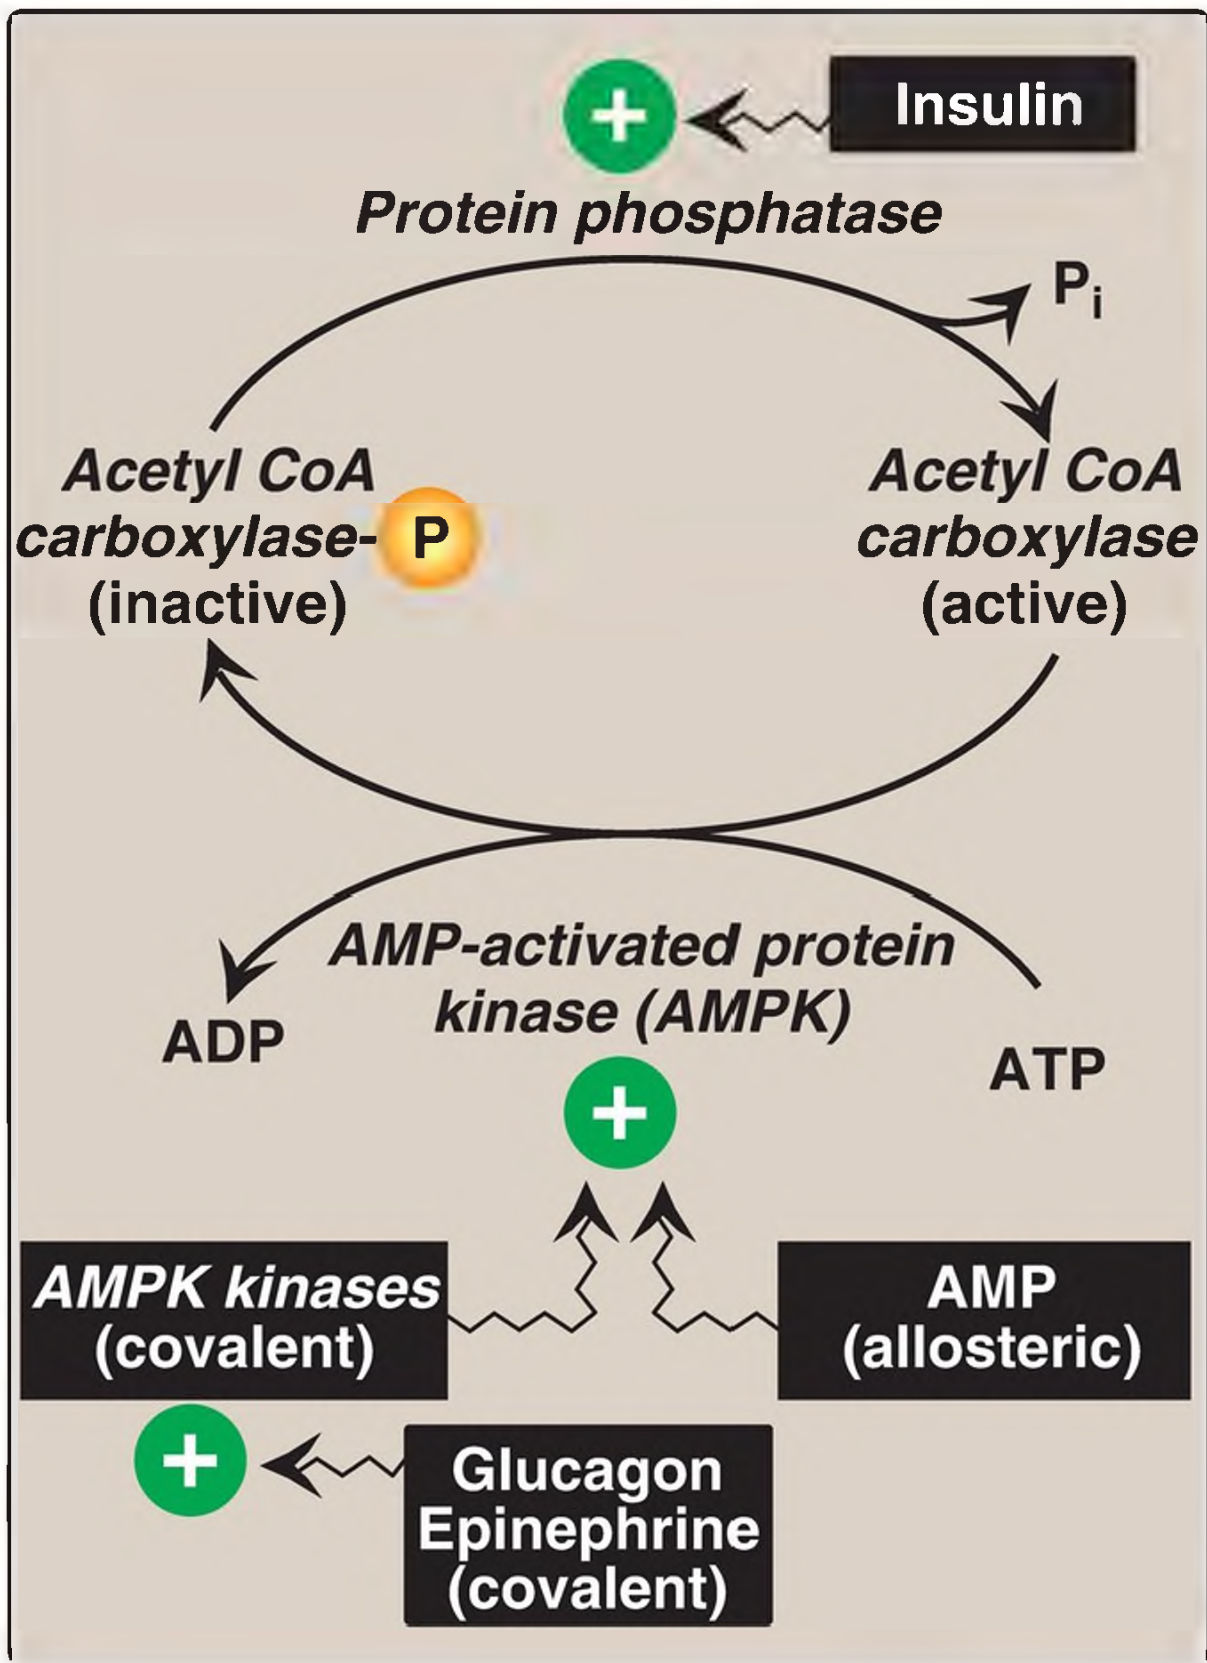 +
Insulin
Protein phosphatase
Pi
Acetyl CoA
carboxylase-P
(inactive)
Acetyl CoA
carboxylase
(active)
AMP-activated protein
kinase (AMPK)
ADP
ATP
+
AMPK kinases
(covalent)
AMP
(allosteric)
+
Glucagon
Epinephrine
(covalent)